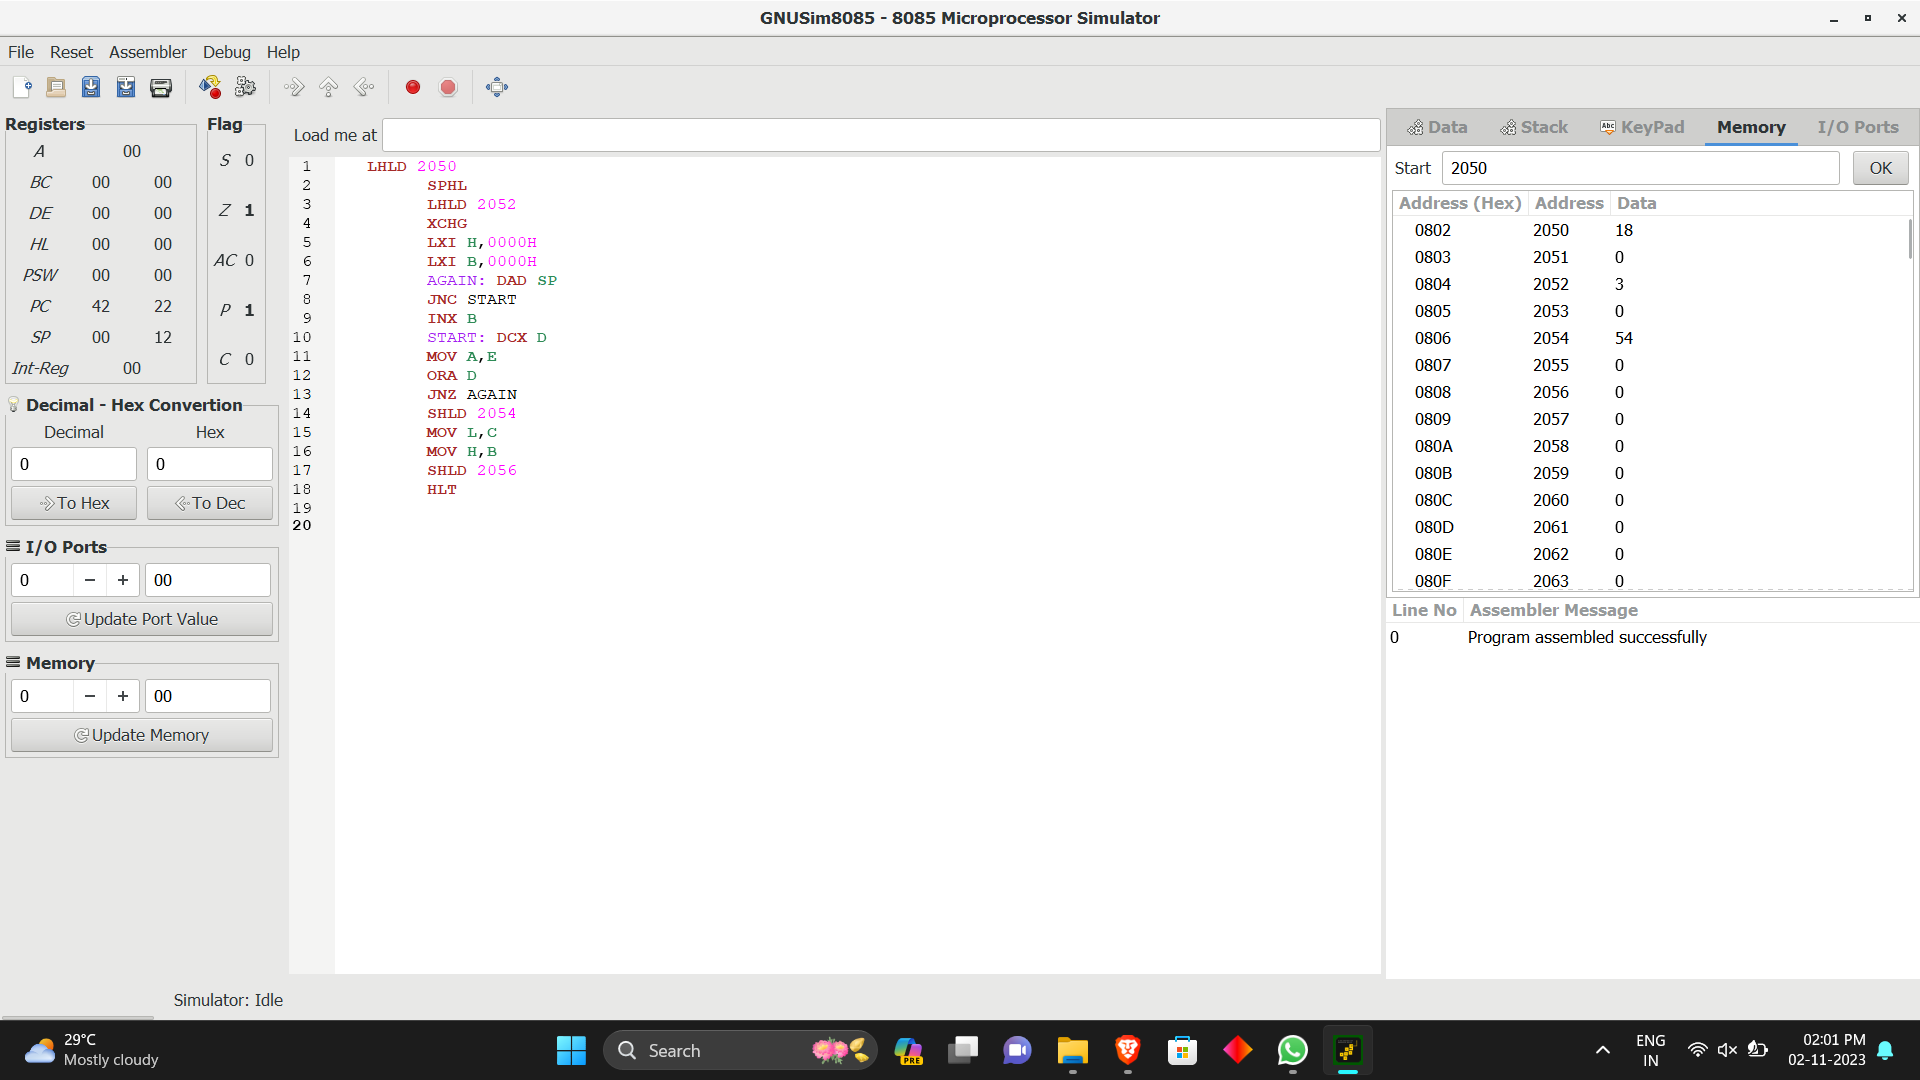 GNUSim8085 - 8085 Microprocessor Simulator
File Reset Assembler Debug Help
Registers
A 00
BC 00 00
DE 00 00
HL 00 00
PSW 00 00
PC 42 22
SP 00 12
Int-Reg 00
Flag
S 0
Z 1
AC 0
P 1
C 0
Decimal - Hex Convertion
Decimal Hex
0 0
To Hex To Dec
I/O Ports
0 − + 00
Update Port Value
Memory
0 − + 00
Update Memory
Load me at
1 LHLD 2050
2 SPHL
3 LHLD 2052
4 XCHG
5 LXI H,0000H
6 LXI B,0000H
7 AGAIN: DAD SP
8 JNC START
9 INX B
10 START: DCX D
11 MOV A,E
12 ORA D
13 JNZ AGAIN
14 SHLD 2054
15 MOV L,C
16 MOV H,B
17 SHLD 2056
18 HLT
19
20
Data Stack Abc KeyPad Memory I/O Ports
Start 2050 OK
Address (Hex) Address Data
0802 2050 18
0803 2051 0
0804 2052 3
0805 2053 0
0806 2054 54
0807 2055 0
0808 2056 0
0809 2057 0
080A 2058 0
080B 2059 0
080C 2060 0
080D 2061 0
080E 2062 0
080F 2063 0
Line No Assembler Message
0 Program assembled successfully
Simulator: Idle
29°C
Mostly cloudy
Search
PRE
ENG
IN
02:01 PM
02-11-2023